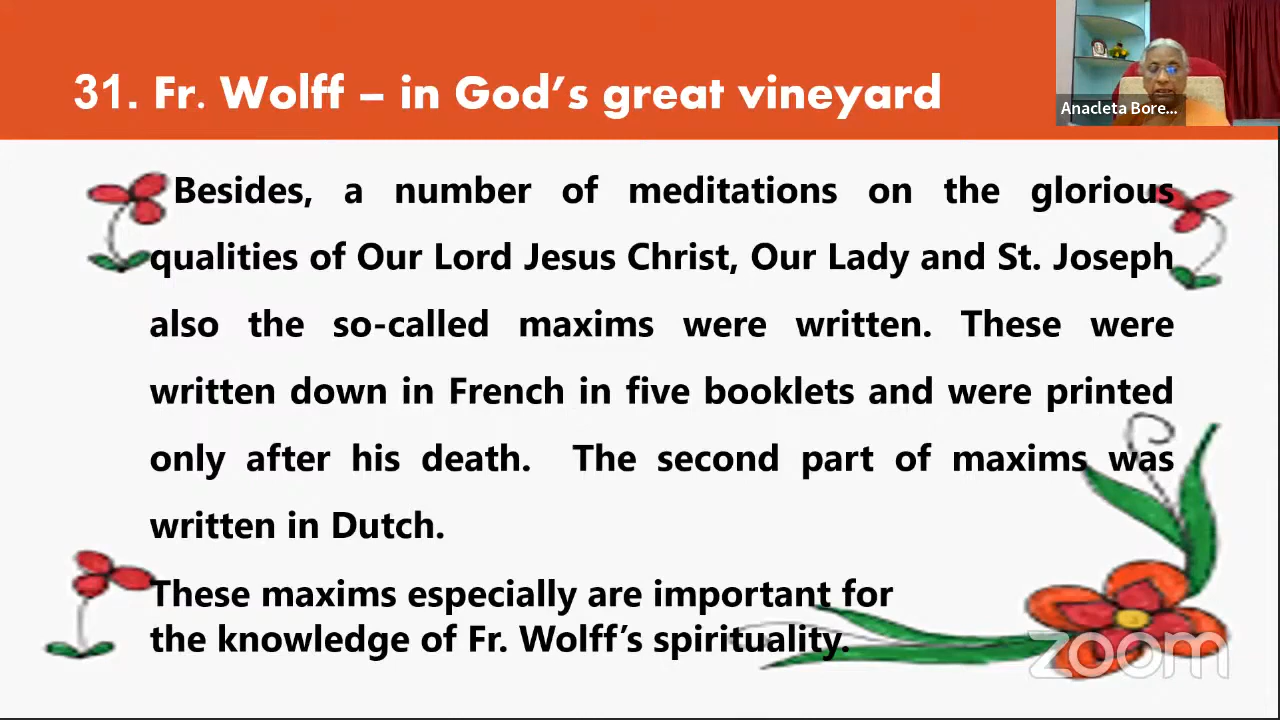 31. Fr. Wolff – in God's great vineyard
Anacleta Bore...
Besides, a number of meditations on the glorious
qualities of Our Lord Jesus Christ, Our Lady and St. Joseph
also the so-called maxims were written. These were
written down in French in five booklets and were printed
only after his death. The second part of maxims was
written in Dutch.
These maxims especially are important for
the knowledge of Fr. Wolff's spirituality.
zoom